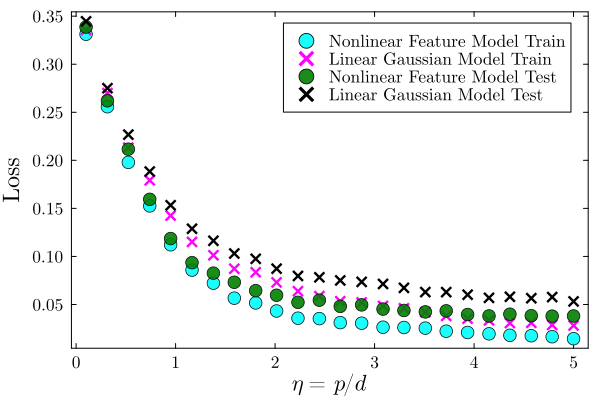 0.35
0.30
0.25
0.20
0.15
0.10
0.05
Loss
Nonlinear Feature Model Train
Linear Gaussian Model Train
Nonlinear Feature Model Test
Linear Gaussian Model Test
0 1 2 3 4 5
η = p/d